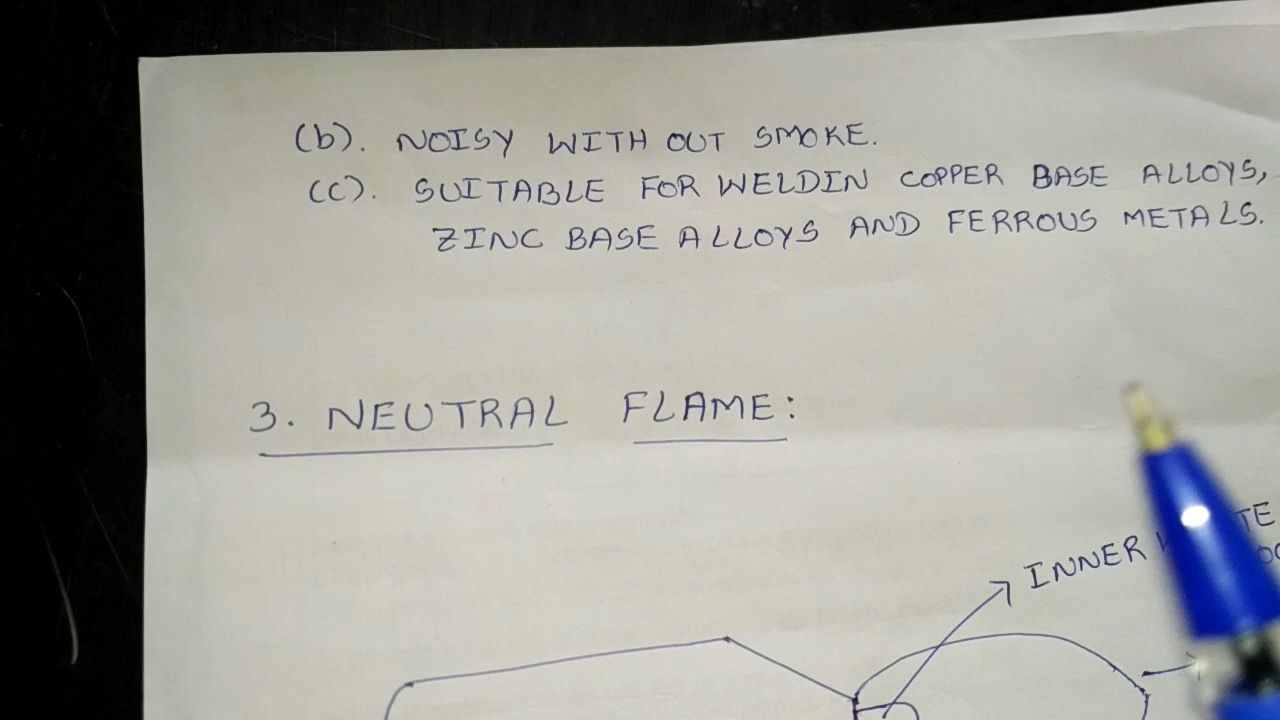 (b). NOISY WITH OUT SMOKE.
(c). SUITABLE FOR WELDIN COPPER BASE ALLOYS,
ZINC BASE ALLOYS AND FERROUS METALS.
3. NEUTRAL FLAME:
INNER